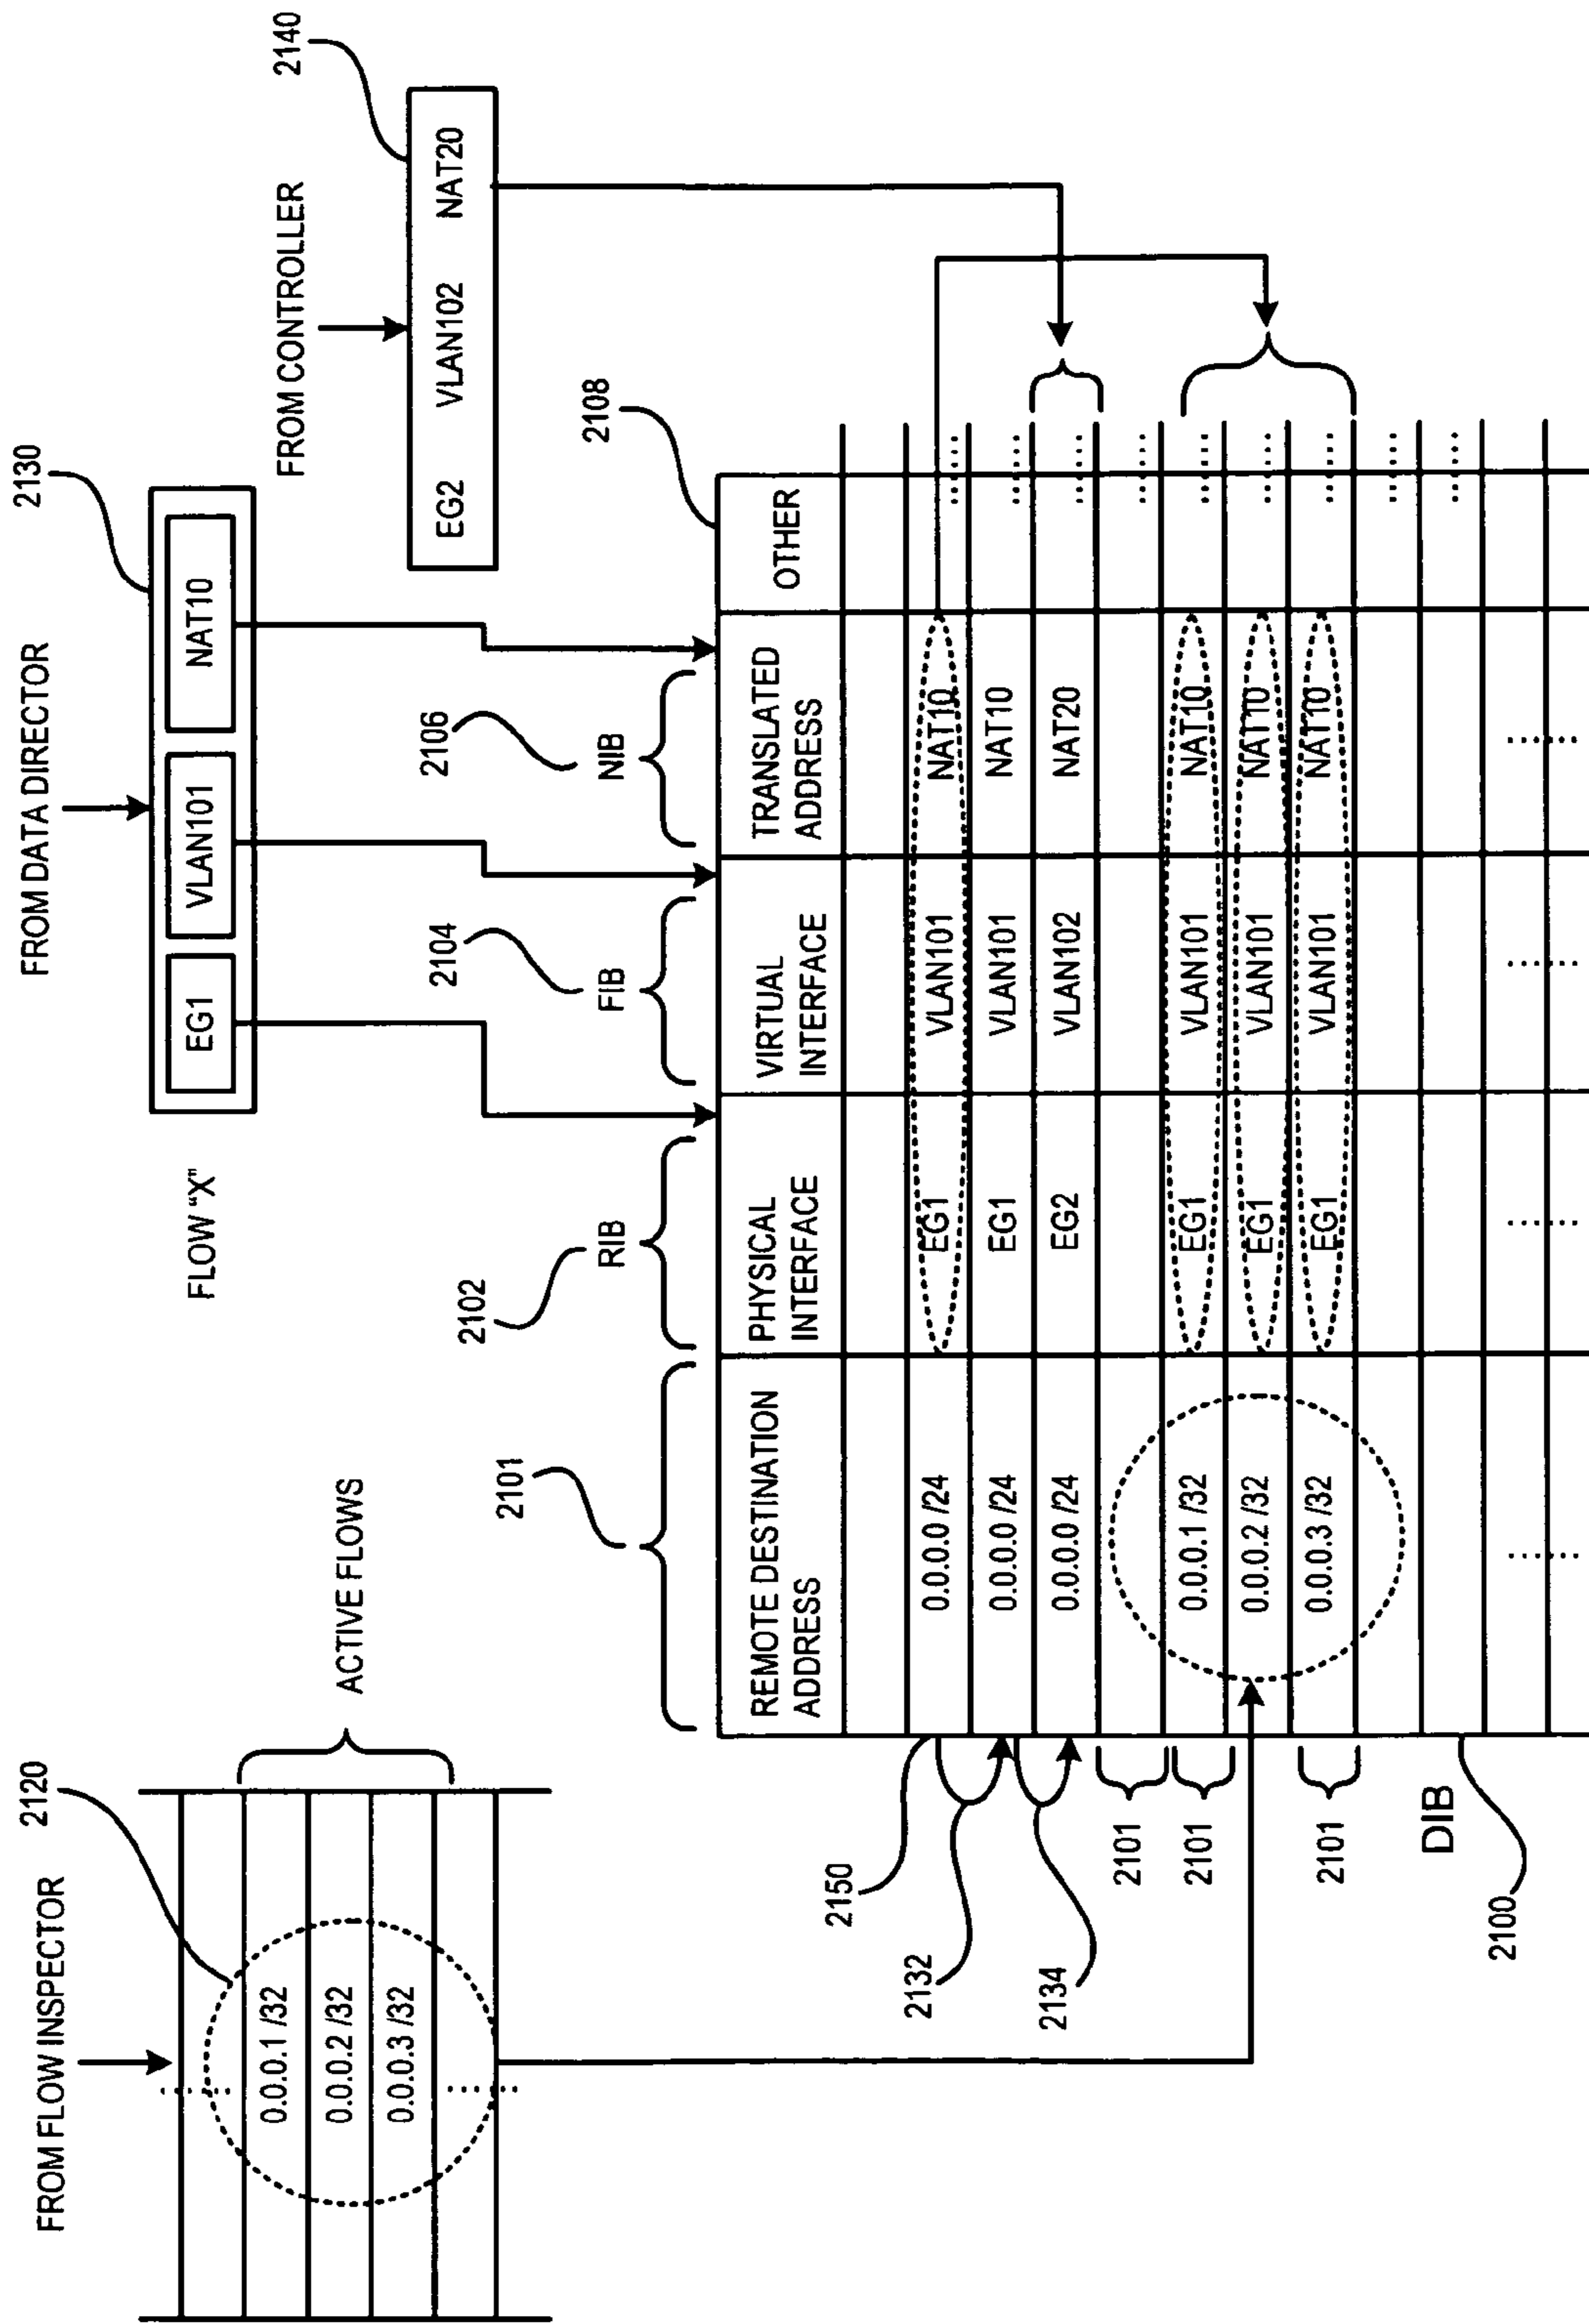 FROM FLOW INSPECTOR
2120
0.0.0.1 /32
0.0.0.2 /32
0.0.0.3 /32
ACTIVE FLOWS
FROM DATA DIRECTOR
FLOW "X"
EG1
VLAN101
NAT10
2130
FROM CONTROLLER
EG2
VLAN102
NAT20
2140
2101
2102
RIB
2104
FIB
2106
NIB
2108
REMOTE DESTINATION
ADDRESS
PHYSICAL
INTERFACE
VIRTUAL
INTERFACE
TRANSLATED
ADDRESS
OTHER
0.0.0.0 /24 EG1 VLAN101 NAT10 ......
0.0.0.0 /24 EG1 VLAN101 NAT10 ......
0.0.0.0 /24 EG2 VLAN102 NAT20 ......
......
0.0.0.1 /32 EG1 VLAN101 NAT10 ......
0.0.0.2 /32 EG1 VLAN101 NAT10 ......
0.0.0.3 /32 EG1 VLAN101 NAT10 ......
......
......
...... ...... ...... ......
2150
2132
2134
2101
2101
2101
DIB
2100